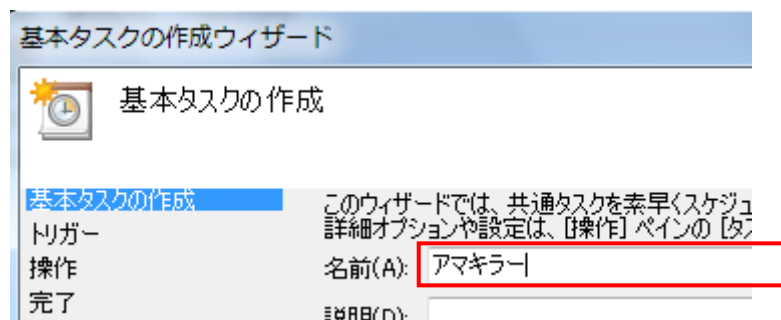 基本タスクの作成ウィザード
基本タスクの作成
基本タスクの作成
このウィザードでは、共通タスクを素早くスケジュ
トリガー
詳細オプションや設定は、[操作] ペインの [タス
操作
名前(A): アマキラー
完了
説明(D):